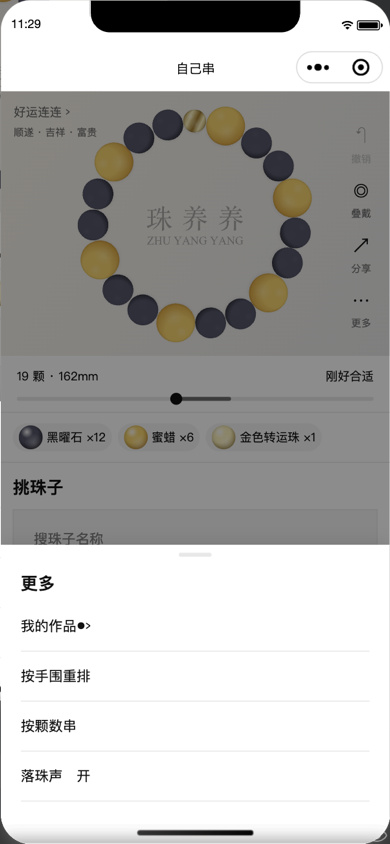 11:29
自己串
好运连连 >
顺遂 · 吉祥 · 富贵
撤销
叠戴
分享
更多
珠养养
ZHU YANG YANG
19 颗 · 162mm
刚好合适
黑曜石 ×12
蜜蜡 ×6
金色转运珠 ×1
挑珠子
搜珠子名称
更多
我的作品●>
按手围重排
按颗数串
落珠声 开